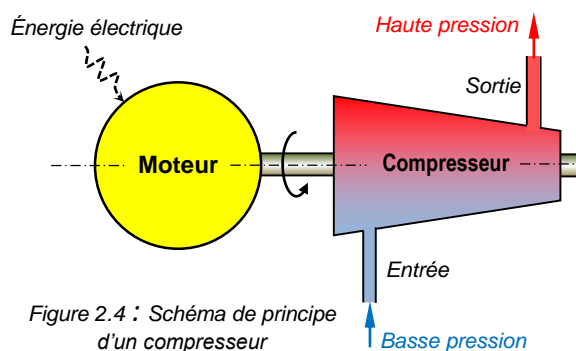 Énergie électrique
Haute pression
Sortie
Moteur
Compresseur
Entrée
Figure 2.4 : Schéma de principe
d'un compresseur
Basse pression